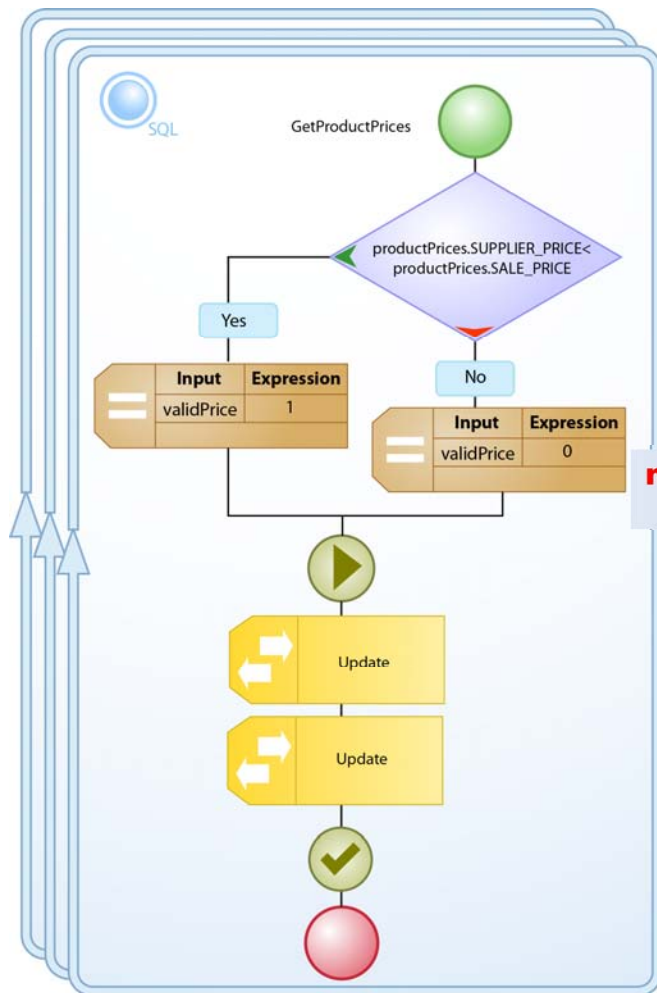 SQL
GetProductPrices
productPrices.SUPPLIER_PRICE<
productPrices.SALE_PRICE
Yes
No
Input Expression
validPrice 1
Input Expression
validPrice 0
Update
Update